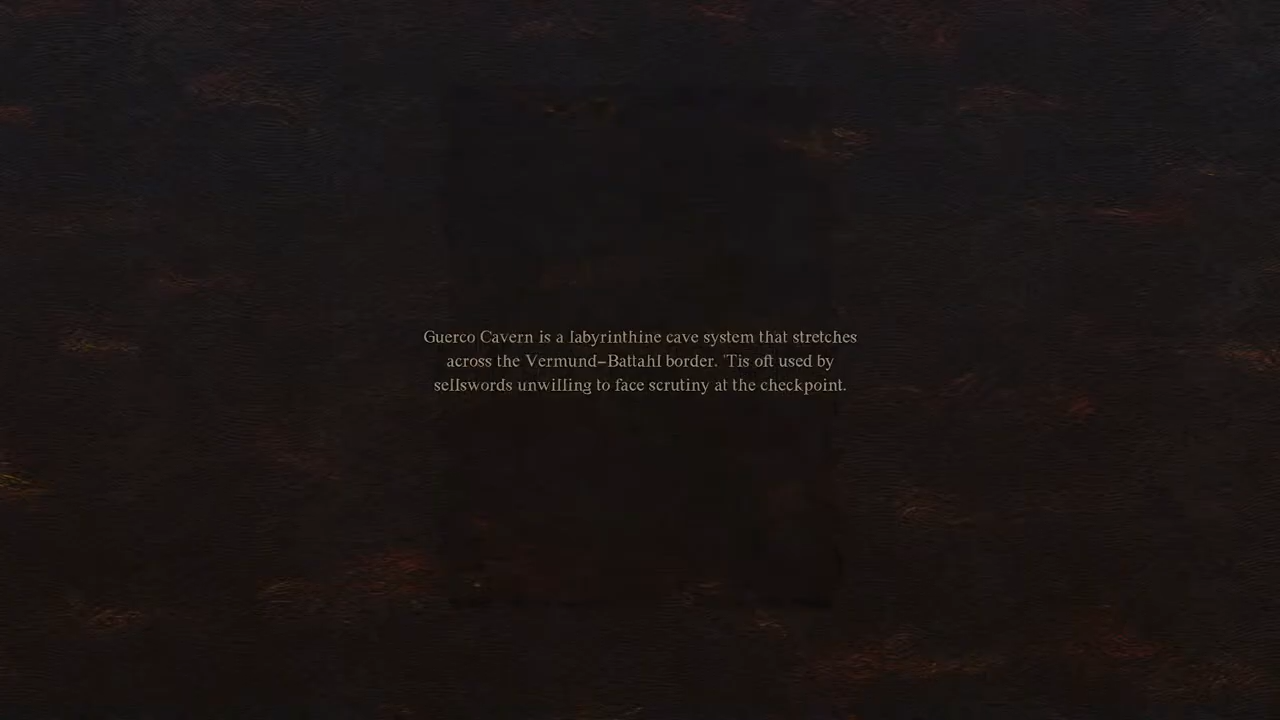 Guerco Cavern is a labyrinthine cave system that stretches
across the Vermund–Battahl border. 'Tis oft used by
sellswords unwilling to face scrutiny at the checkpoint.